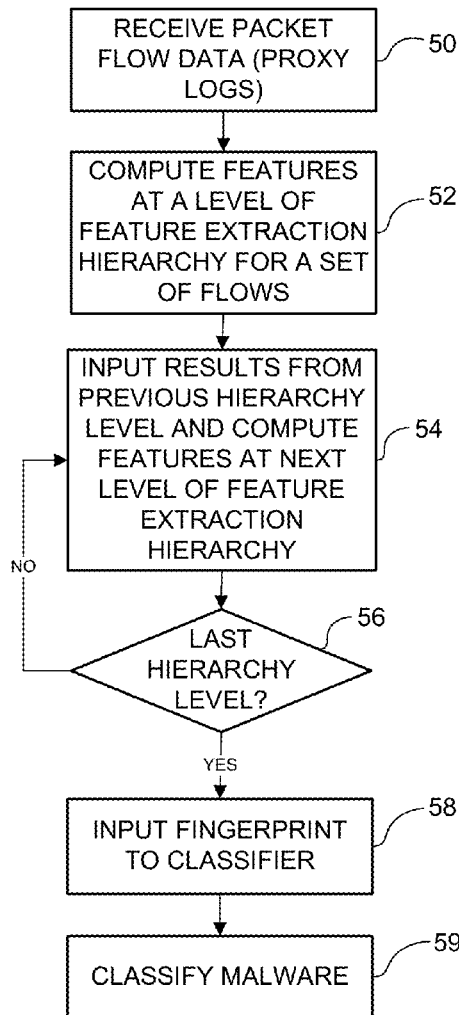 RECEIVE PACKET
FLOW DATA (PROXY
LOGS)
50
COMPUTE FEATURES
AT A LEVEL OF
FEATURE EXTRACTION
HIERARCHY FOR A SET
OF FLOWS
52
INPUT RESULTS FROM
PREVIOUS HIERARCHY
LEVEL AND COMPUTE
FEATURES AT NEXT
LEVEL OF FEATURE
EXTRACTION
HIERARCHY
54
NO
LAST
HIERARCHY
LEVEL?
56
YES
INPUT FINGERPRINT
TO CLASSIFIER
58
CLASSIFY MALWARE
59